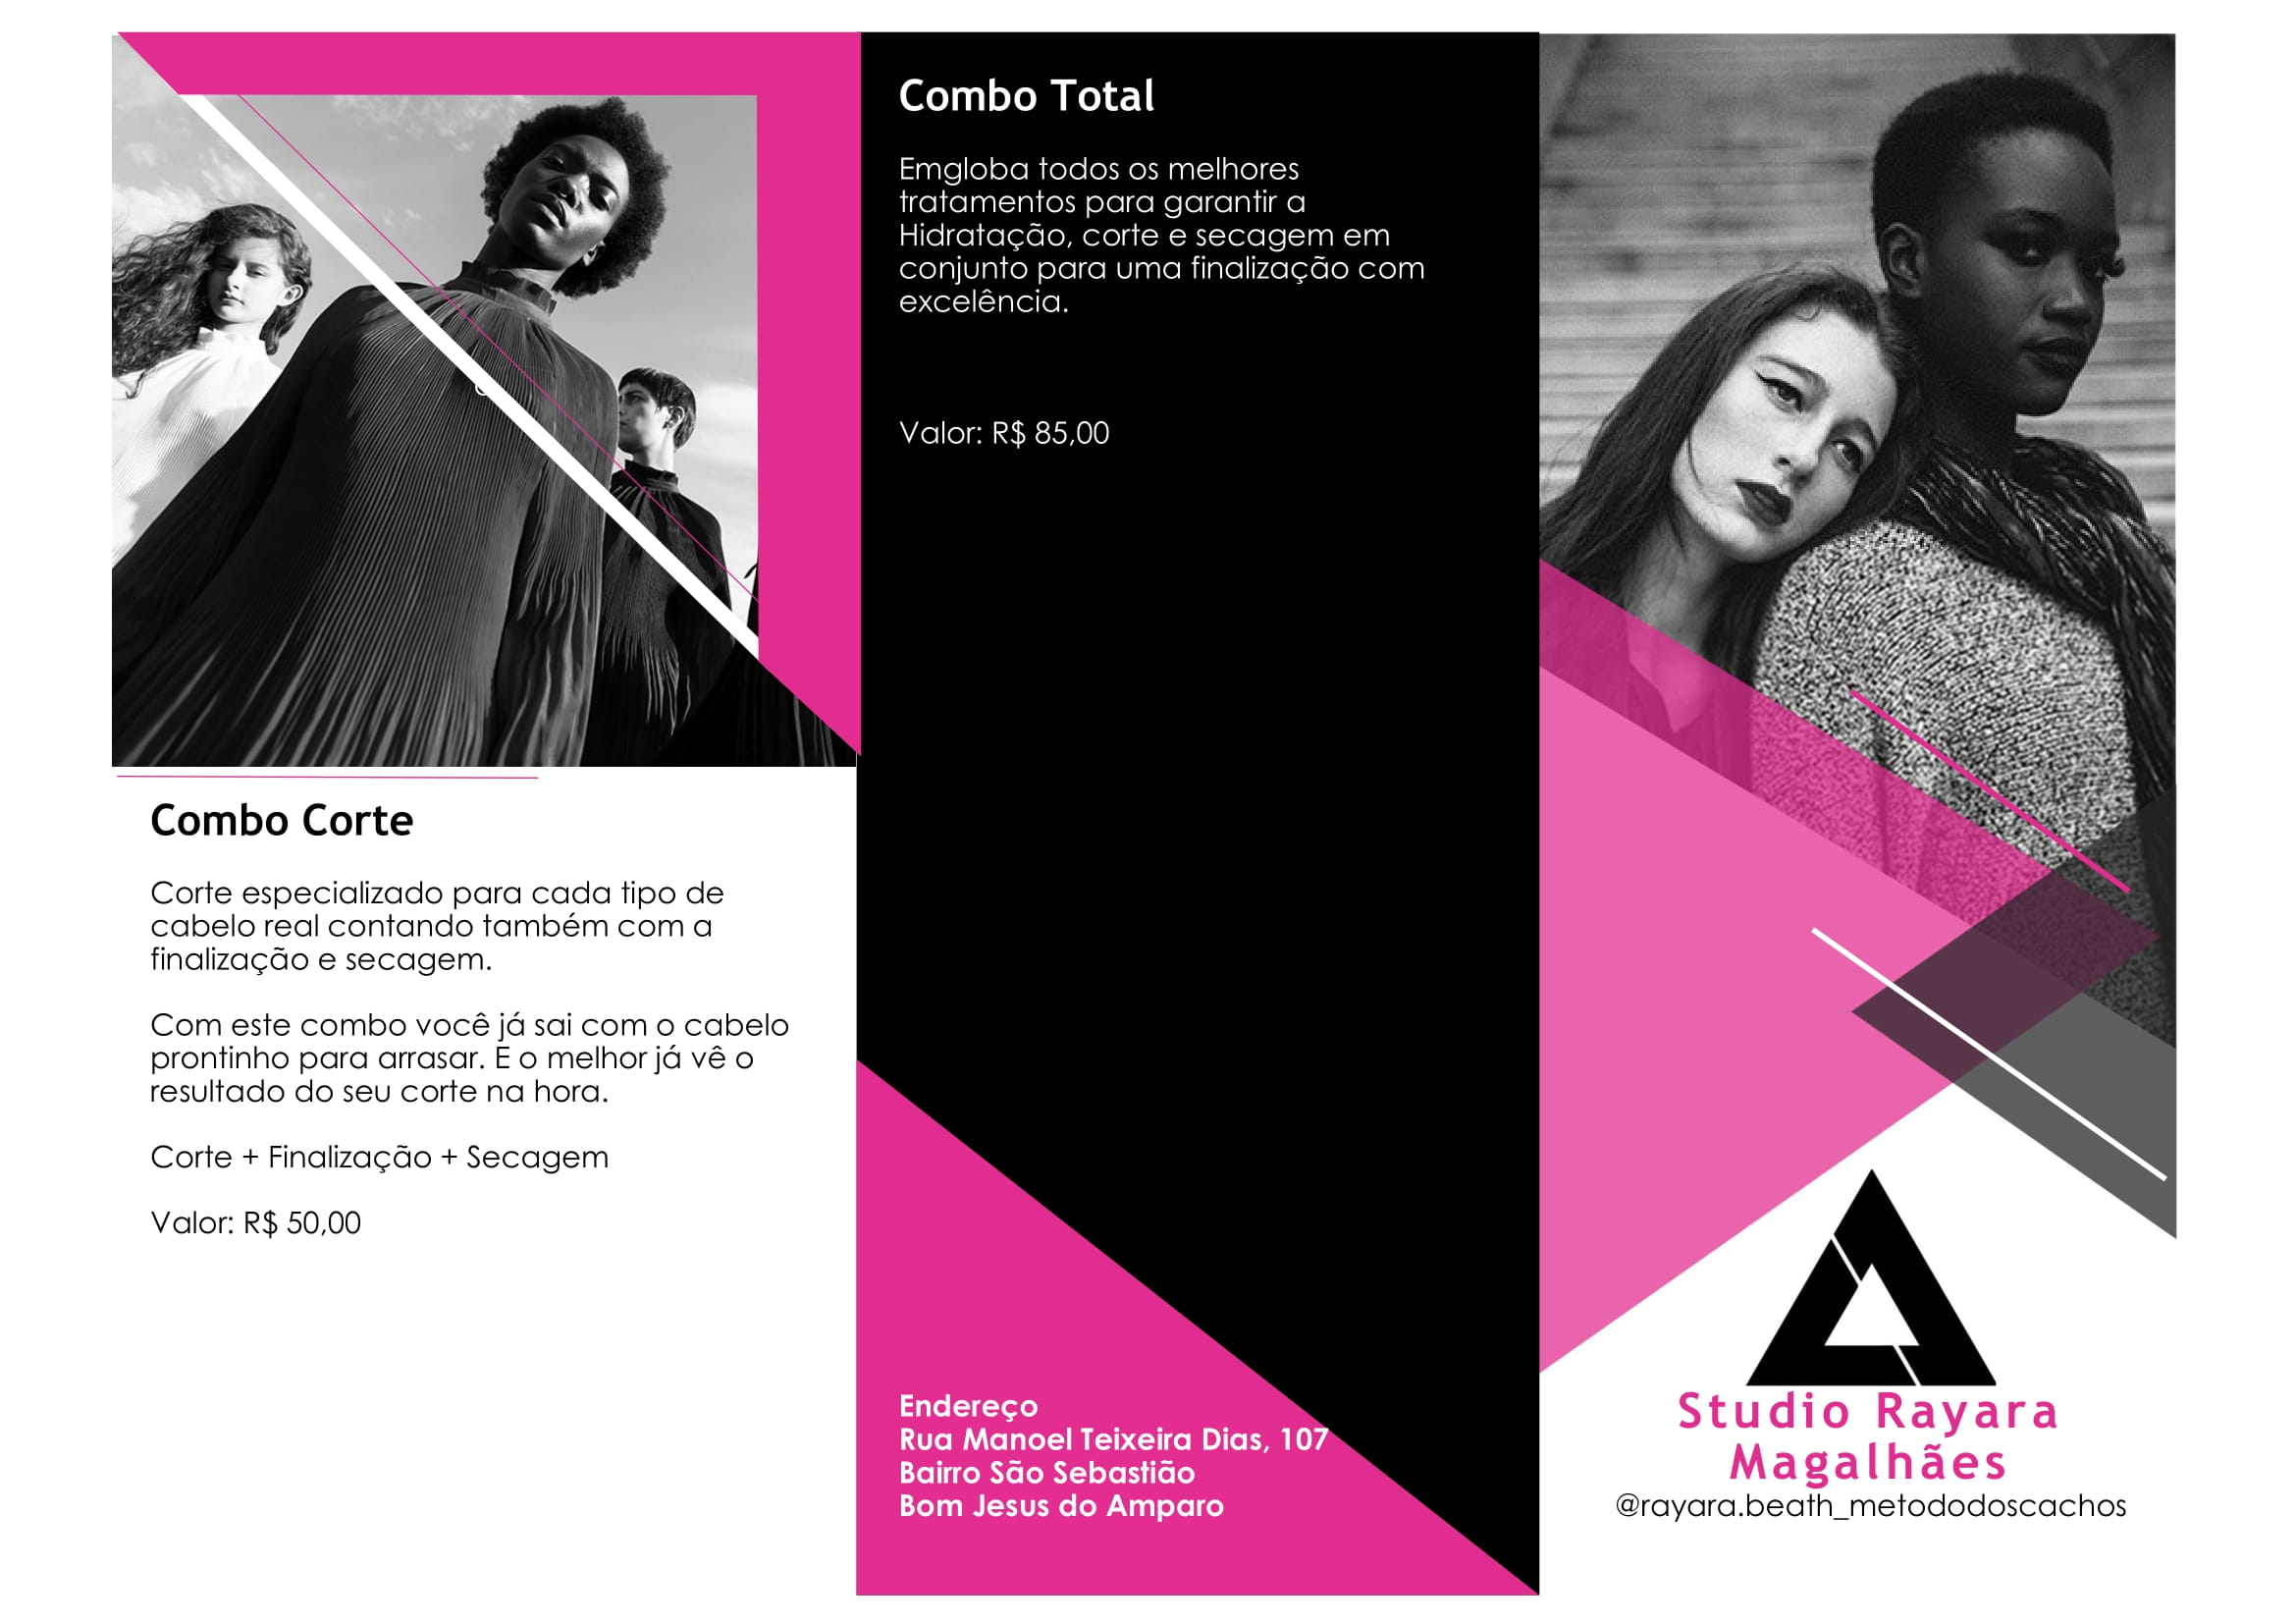 Combo Corte
Corte especializado para cada tipo de
cabelo real contando também com a
finalização e secagem.
Com este combo você já sai com o cabelo
prontinho para arrasar. E o melhor já vê o
resultado do seu corte na hora.
Corte + Finalização + Secagem
Valor: R$ 50,00
Combo Total
Emgloba todos os melhores
tratamentos para garantir a
Hidratação, corte e secagem em
conjunto para uma finalização com
excelência.
Valor: R$ 85,00
Endereço
Rua Manoel Teixeira Dias, 107
Bairro São Sebastião
Bom Jesus do Amparo
Studio Rayara
Magalhães
@rayara.beath_metododoscachos